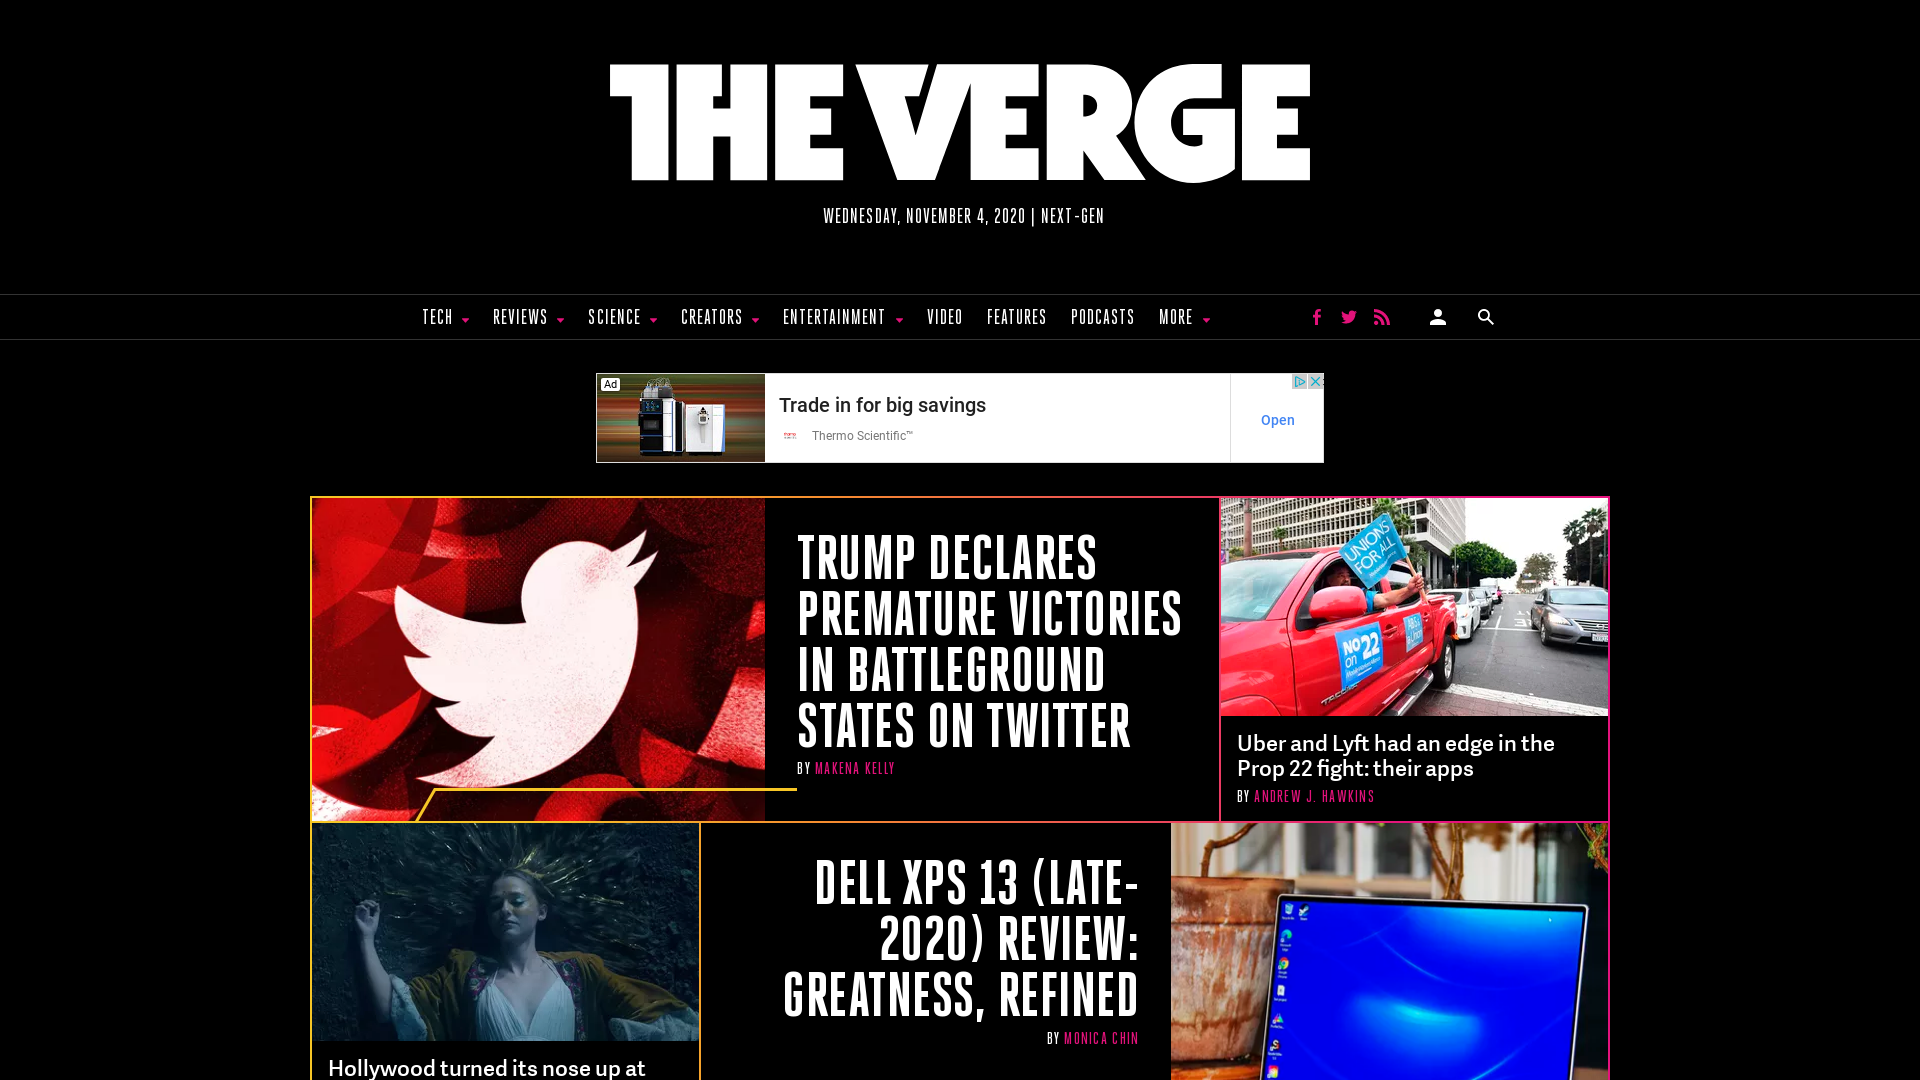 THE VERGE
WEDNESDAY, NOVEMBER 4, 2020 | NEXT-GEN
TECH REVIEWS SCIENCE CREATORS ENTERTAINMENT VIDEO FEATURES PODCASTS MORE
Ad
Trade in for big savings
Thermo Scientific™
Open
TRUMP DECLARES
PREMATURE VICTORIES
IN BATTLEGROUND
STATES ON TWITTER
BY MAKENA KELLY
UNIONS
FOR ALL
NO
on 22
Uber and Lyft had an edge in the
Prop 22 fight: their apps
BY ANDREW J. HAWKINS
Hollywood turned its nose up at
DELL XPS 13 (LATE-
2020) REVIEW:
GREATNESS, REFINED
BY MONICA CHIN